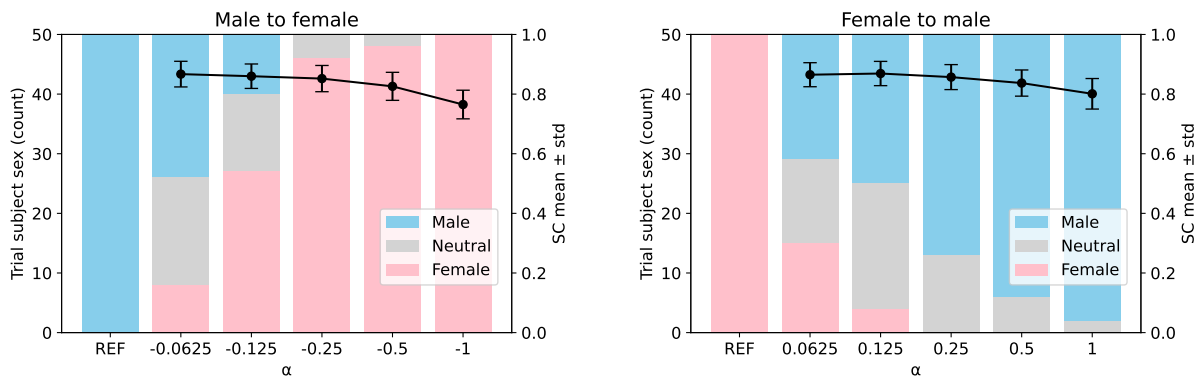 Male to female
50
40
30
20
10
0
Trial subject sex (count)
1.0
0.8
0.6
0.4
0.2
0.0
SC mean ± std
Male
Neutral
Female
REF -0.0625 -0.125 -0.25 -0.5 -1
α
Female to male
50
40
30
20
10
0
Trial subject sex (count)
1.0
0.8
0.6
0.4
0.2
0.0
SC mean ± std
Male
Neutral
Female
REF 0.0625 0.125 0.25 0.5 1
α